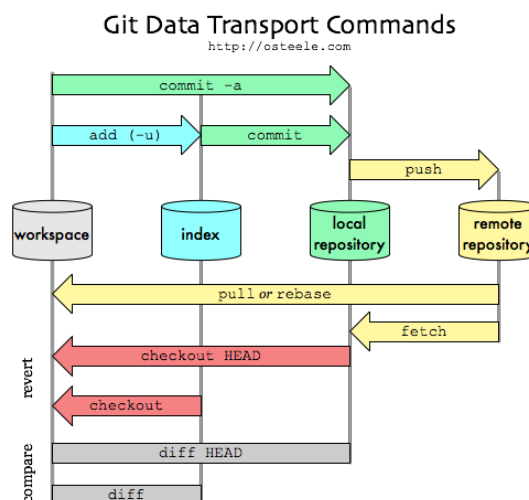 Git Data Transport Commands
http://osteele.com
commit -a
add (-u)
commit
push
workspace
index
local
repository
remote
repository
pull or rebase
fetch
revert
checkout HEAD
checkout
compare
diff HEAD
diff